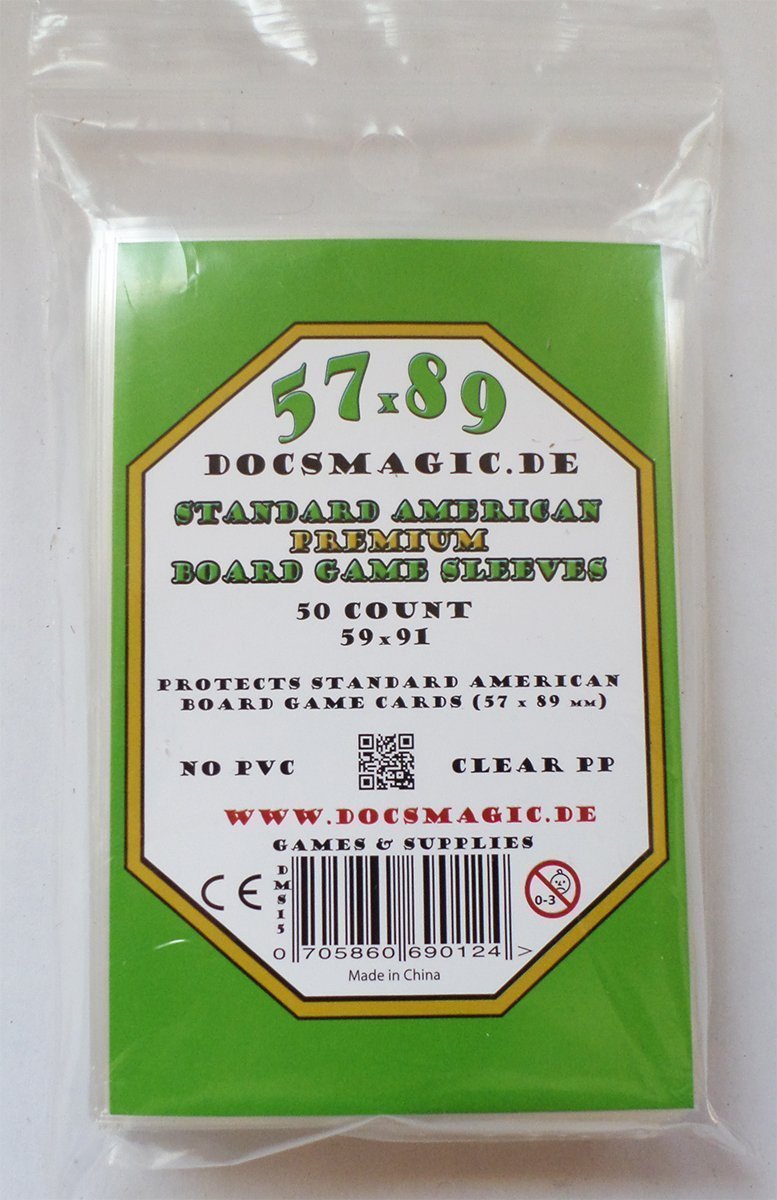 57x89
DOCSMAGIC.DE
STANDARD AMERICAN
PREMIUM
BOARD GAME SLEEVES
50 COUNT
59x91
PROTECTS STANDARD AMERICAN
BOARD GAME CARDS (57 x 89 MM)
NO PVC CLEAR PP
WWW.DOCSMAGIC.DE
GAMES & SUPPLIES
CE
DMS15
0-3
0 705860 690124 >
Made in China